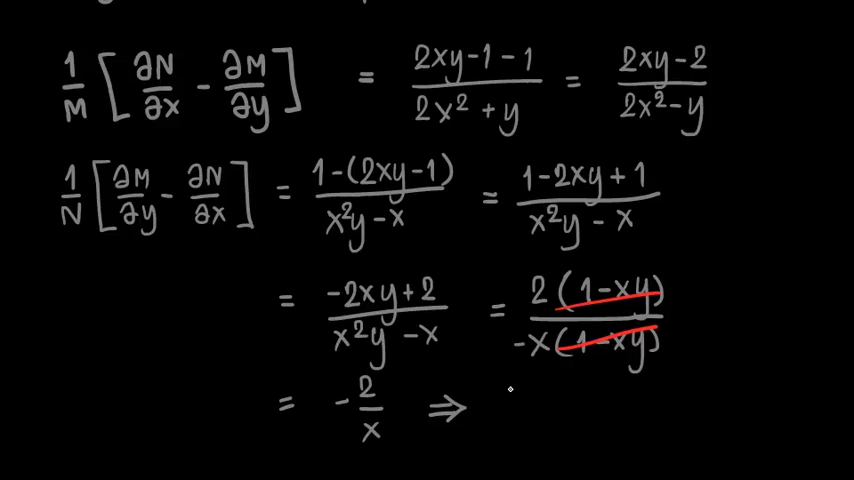 1/M [∂N/∂x - ∂M/∂y] = (2xy-1-1)/(2x² + y) = (2xy-2)/(2x²-y)
1/N [∂M/∂y - ∂N/∂x] = (1-(2xy-1))/(x²y-x) = (1-2xy+1)/(x²y-x)
= (-2xy+2)/(x²y-x) = 2(1-xy)/-x(1-xy)
= -2/x ⇒